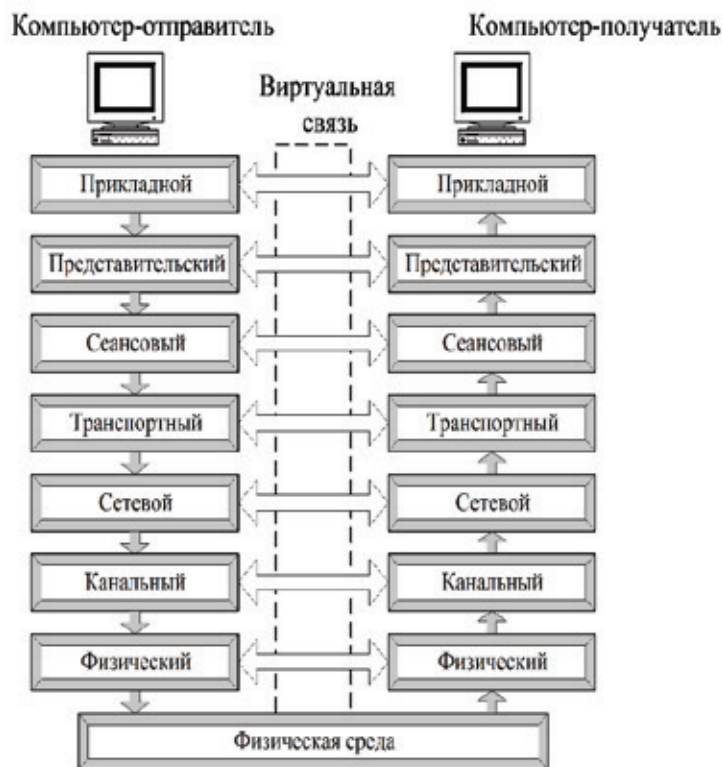 Компьютер-отправитель
Компьютер-получатель
Виртуальная
связь
Прикладной
Прикладной
Представительский
Представительский
Сеансовый
Сеансовый
Транспортный
Транспортный
Сетевой
Сетевой
Канальный
Канальный
Физический
Физический
Физическая среда